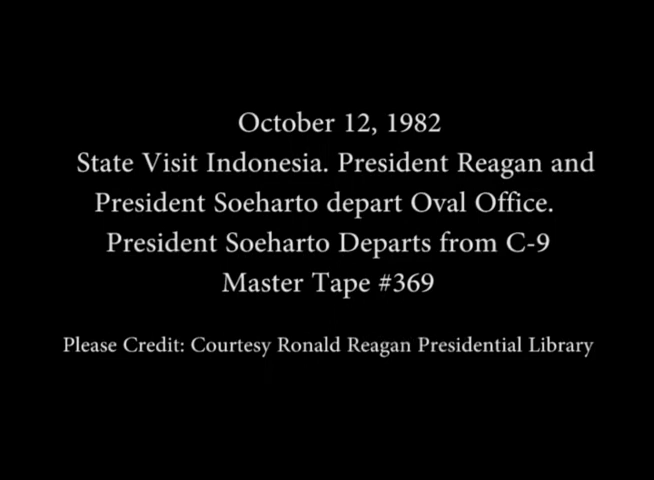 October 12, 1982
State Visit Indonesia. President Reagan and
President Soeharto depart Oval Office.
President Soeharto Departs from C-9
Master Tape #369
Please Credit: Courtesy Ronald Reagan Presidential Library